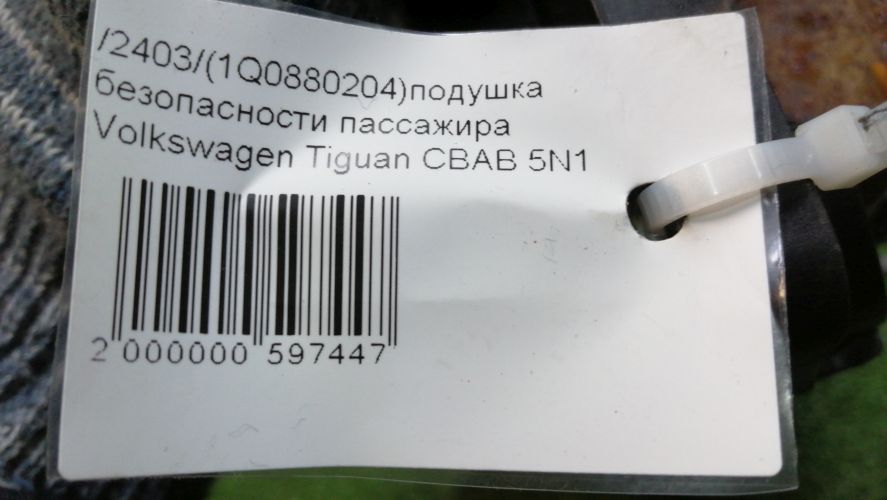 /2403/(1Q0880204)подушка
безопасности пассажира
Volkswagen Tiguan CBAB 5N1
2 000000 597447